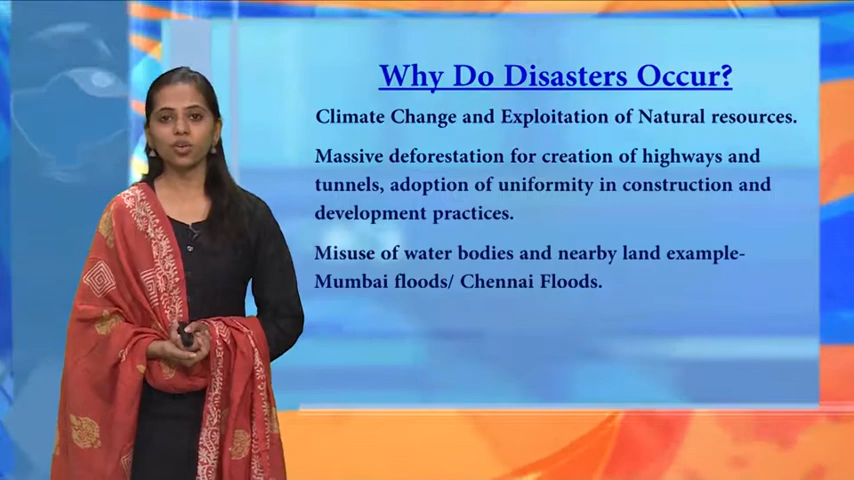 Why Do Disasters Occur?
Climate Change and Exploitation of Natural resources.
Massive deforestation for creation of highways and
tunnels, adoption of uniformity in construction and
development practices.
Misuse of water bodies and nearby land example-
Mumbai floods/ Chennai Floods.